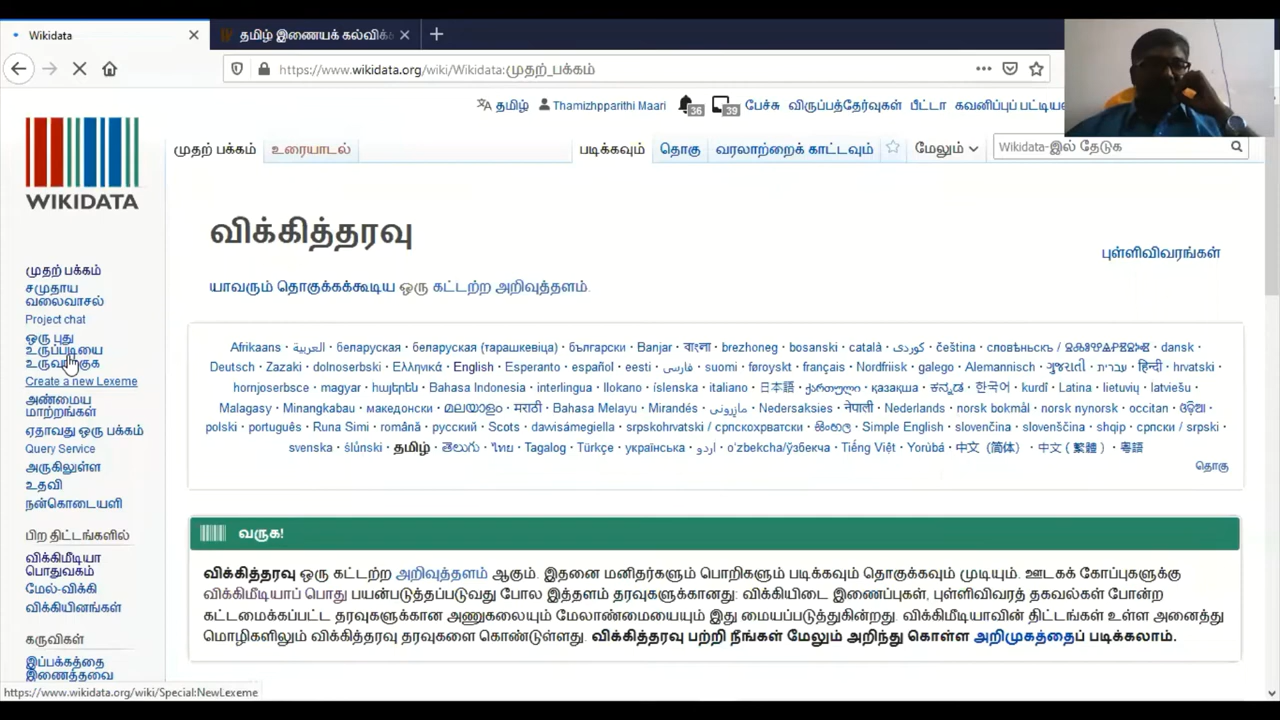 Wikidata
தமிழ் இணையக் கல்விக்
https://www.wikidata.org/wiki/Wikidata:முதற்_பக்கம்
தமிழ் Thamizhpparithi Maari 36 39 பேச்சு விருப்பத்தேர்வுகள் பீட்டா கவனிப்புப் பட்டிய
முதற் பக்கம் உரையாடல் படிக்கவும் தொகு வரலாற்றைக் காட்டவும் மேலும் Wikidata-இல் தேடுக
WIKIDATA
முதற் பக்கம்
சமுதாய
வலைவாசல்
Project chat
ஒரு புது
உருப்படியை
உருவாக்குக
Create a new Lexeme
அண்மைய
மாற்றங்கள்
ஏதாவது ஒரு பக்கம்
Query Service
அருகிலுள்ள
உதவி
நன்கொடையளி
பிற திட்டங்களில்
விக்கிமீடியா
பொதுவகம்
மேல்-விக்கி
விக்கியினங்கள்
கருவிகள்
இப்பக்கத்தை
இணைத்தவை
விக்கித்தரவு
புள்ளிவிவரங்கள்
யாவரும் தொகுக்கக்கூடிய ஒரு கட்டற்ற அறிவுத்தளம்.
Afrikaans · العربية · беларуская · беларуская (тарашкевіца) · български · Banjar · বাংলা · brezhoneg · bosanski · català · کوردی · čeština · словѣньскъ / ⰔⰎⰑⰂⰡⰐⰠⰔⰍⰟ · dansk ·
Deutsch · Zazaki · dolnoserbski · Ελληνικά · English · Esperanto · español · eesti · فارسی · suomi · føroyskt · français · Nordfriisk · galego · Alemannisch · ગુજરાતી · עברית · हिन्दी · hrvatski ·
hornjoserbsce · magyar · հայերեն · Bahasa Indonesia · interlingua · Ilokano · íslenska · italiano · 日本語 · ქართული · қазақша · ಕನ್ನಡ · 한국어 · kurdî · Latina · lietuvių · latviešu ·
Malagasy · Minangkabau · македонски · മലയാളം · मराठी · Bahasa Melayu · Mirandés · مازِرونی · Nedersaksies · नेपाली · Nederlands · norsk bokmål · norsk nynorsk · occitan · ଓଡ଼ିଆ ·
polski · português · Runa Simi · română · русский · Scots · davvisámegiella · srpskohrvatski / српскохрватски · සිංහල · Simple English · slovenčina · slovenščina · shqip · српски / srpski ·
svenska · ślůnski · தமிழ் · తెలుగు · ไทย · Tagalog · Türkçe · українська · اردو · oʻzbekcha/ўзбекча · Tiếng Việt · Yorùbá · 中文（简体） · 中文（繁體） · 粵語
தொகு
வருக!
விக்கித்தரவு ஒரு கட்டற்ற அறிவுத்தளம் ஆகும். இதனை மனிதர்களும் பொறிகளும் படிக்கவும் தொகுக்கவும் முடியும். ஊடகக் கோப்புகளுக்கு
விக்கிமீடியாப் பொது பயன்படுத்தப்படுவது போல இத்தளம் தரவுகளுக்கானது: விக்கியிடை இணைப்புகள், புள்ளிவிவரத் தகவல்கள் போன்ற
கட்டமைக்கப்பட்ட தரவுகளுக்கான அணுகலையும் மேலாண்மையையும் இது மையப்படுத்துகின்றது. விக்கிமீடியாவின் திட்டங்கள் உள்ள அனைத்து
மொழிகளிலும் விக்கித்தரவு தரவுகளை கொண்டுள்ளது. விக்கித்தரவு பற்றி நீங்கள் மேலும் அறிந்து கொள்ள அறிமுகத்தைப் படிக்கலாம்.
https://www.wikidata.org/wiki/Special:NewLexeme